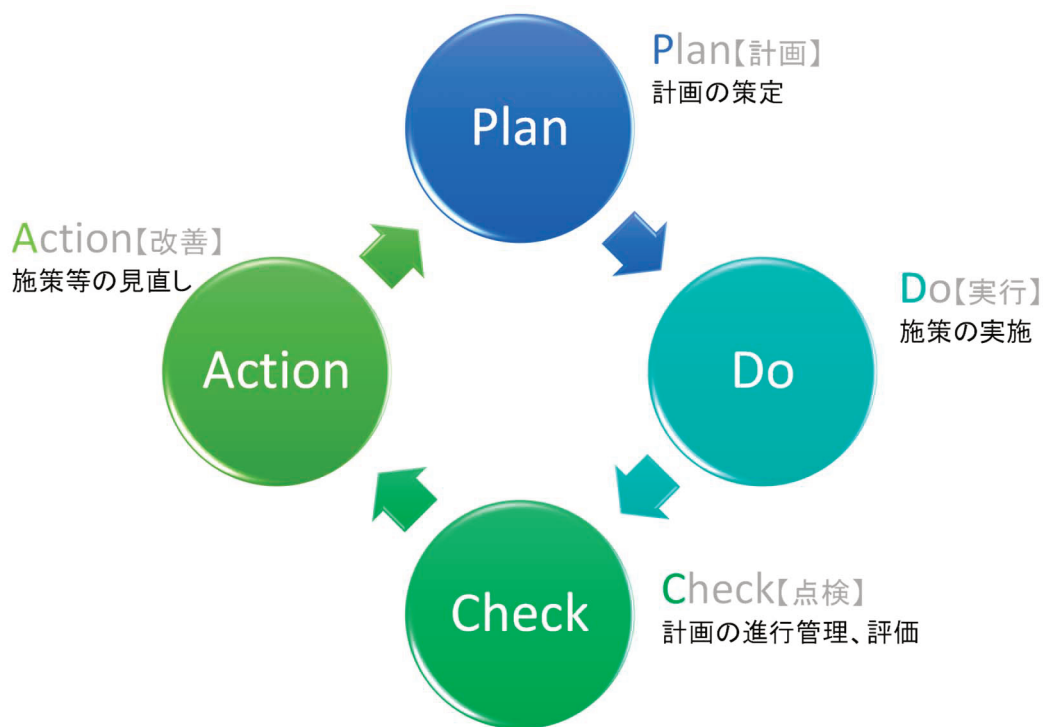 Plan
Plan【計画】
計画の策定
Do
Do【実行】
施策の実施
Check
Check【点検】
計画の進行管理、評価
Action【改善】
施策等の見直し
Action